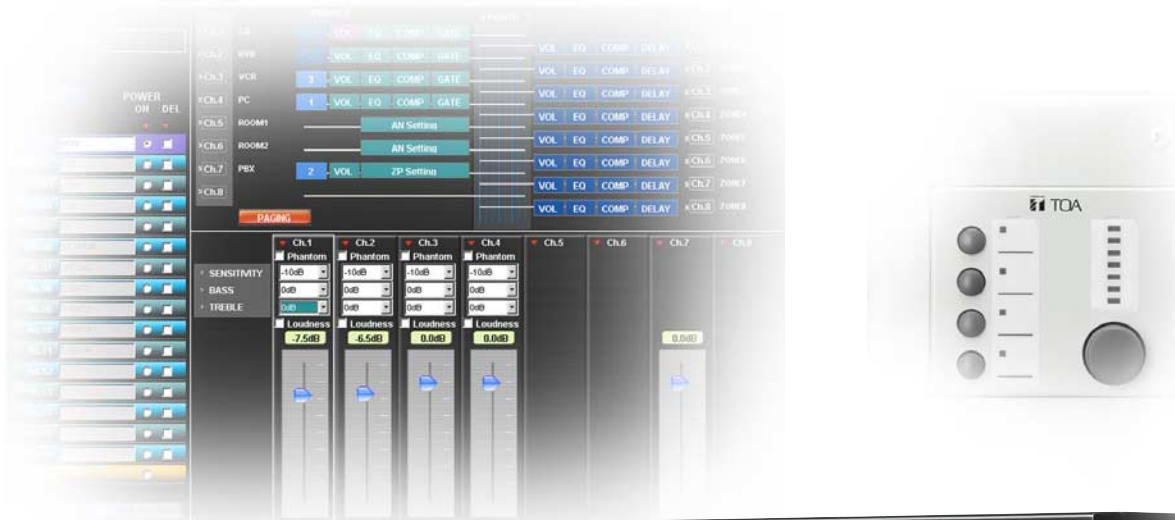 VOL EQ COMP GATE
VOL EQ COMP DELAY
VOL EQ COMP GATE
VOL EQ COMP DELAY
×Ch.3 VCR 3 VOL EQ COMP GATE
VOL EQ COMP DELAY
POWER
ON DEL
×Ch.4 PC 1 VOL EQ COMP GATE
VOL EQ COMP DELAY ×Ch.4
×Ch.5 ROOM1 AN Setting
VOL EQ COMP DELAY ×Ch.5
×Ch.6 ROOM2 AN Setting
VOL EQ COMP DELAY ×Ch.6
×Ch.7 PBX 2 VOL ZP Setting
VOL EQ COMP DELAY ×Ch.7 ZONE7
×Ch.8
VOL EQ COMP DELAY ×Ch.8 ZONE8
TOA
PAGING
Ch.1 Ch.2 Ch.3 Ch.4 Ch.5 Ch.6 Ch.7 Ch.8
Phantom Phantom Phantom Phantom
SENSITIVITY -10dB -10dB -10dB -10dB
BASS 0dB 0dB 0dB 0dB
TREBLE 0dB 0dB 0dB 0dB
Loudness Loudness Loudness Loudness
-7.5dB -6.5dB 0.0dB 0.0dB 0.0dB